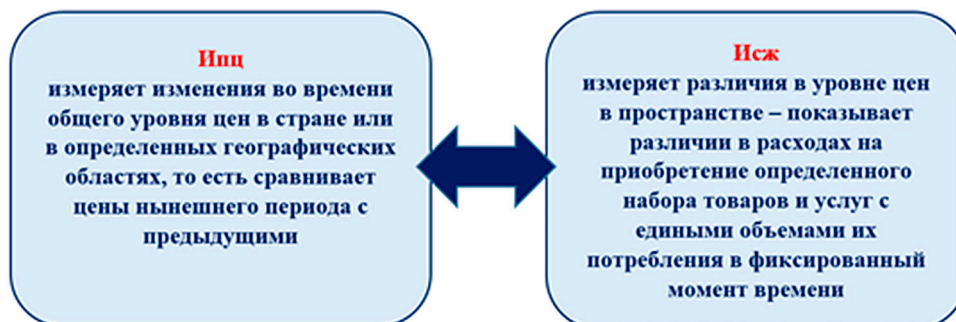 Ипц
измеряет изменения во времени
общего уровня цен в стране или
в определенных географических
областях, то есть сравнивает
цены нынешнего периода с
предыдущими
Исж
измеряет различия в уровне цен
в пространстве – показывает
различии в расходах на
приобретение определенного
набора товаров и услуг с
едиными объемами их
потребления в фиксированный
момент времени